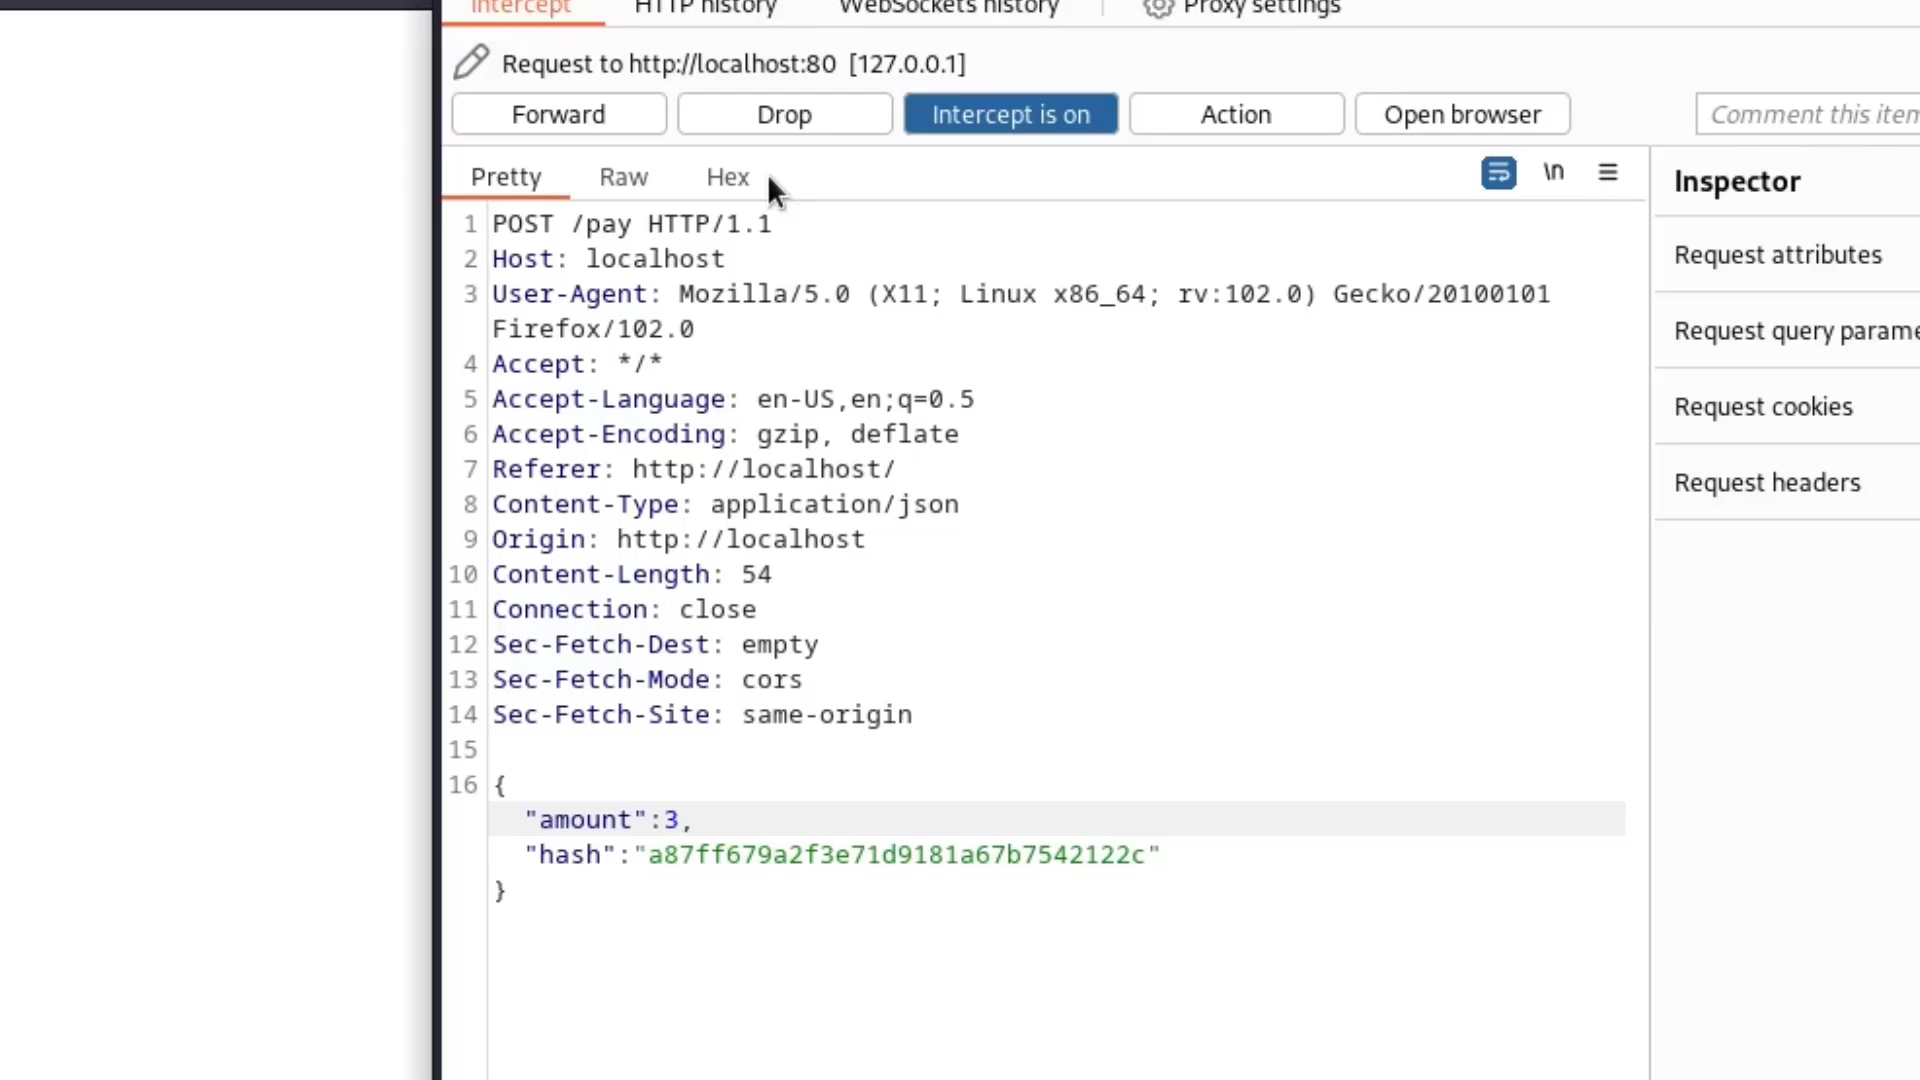 Intercept HTTP history WebSockets history Proxy settings
Request to http://localhost:80 [127.0.0.1]
Forward Drop Intercept is on Action Open browser Comment this item
Pretty Raw Hex \n
Inspector
1 POST /pay HTTP/1.1
2 Host: localhost
3 User-Agent: Mozilla/5.0 (X11; Linux x86_64; rv:102.0) Gecko/20100101
Firefox/102.0
4 Accept: */*
5 Accept-Language: en-US,en;q=0.5
6 Accept-Encoding: gzip, deflate
7 Referer: http://localhost/
8 Content-Type: application/json
9 Origin: http://localhost
10 Content-Length: 54
11 Connection: close
12 Sec-Fetch-Dest: empty
13 Sec-Fetch-Mode: cors
14 Sec-Fetch-Site: same-origin
15
16 {
"amount":3,
"hash":"a87ff679a2f3e71d9181a67b7542122c"
}
Request attributes
Request query parame
Request cookies
Request headers